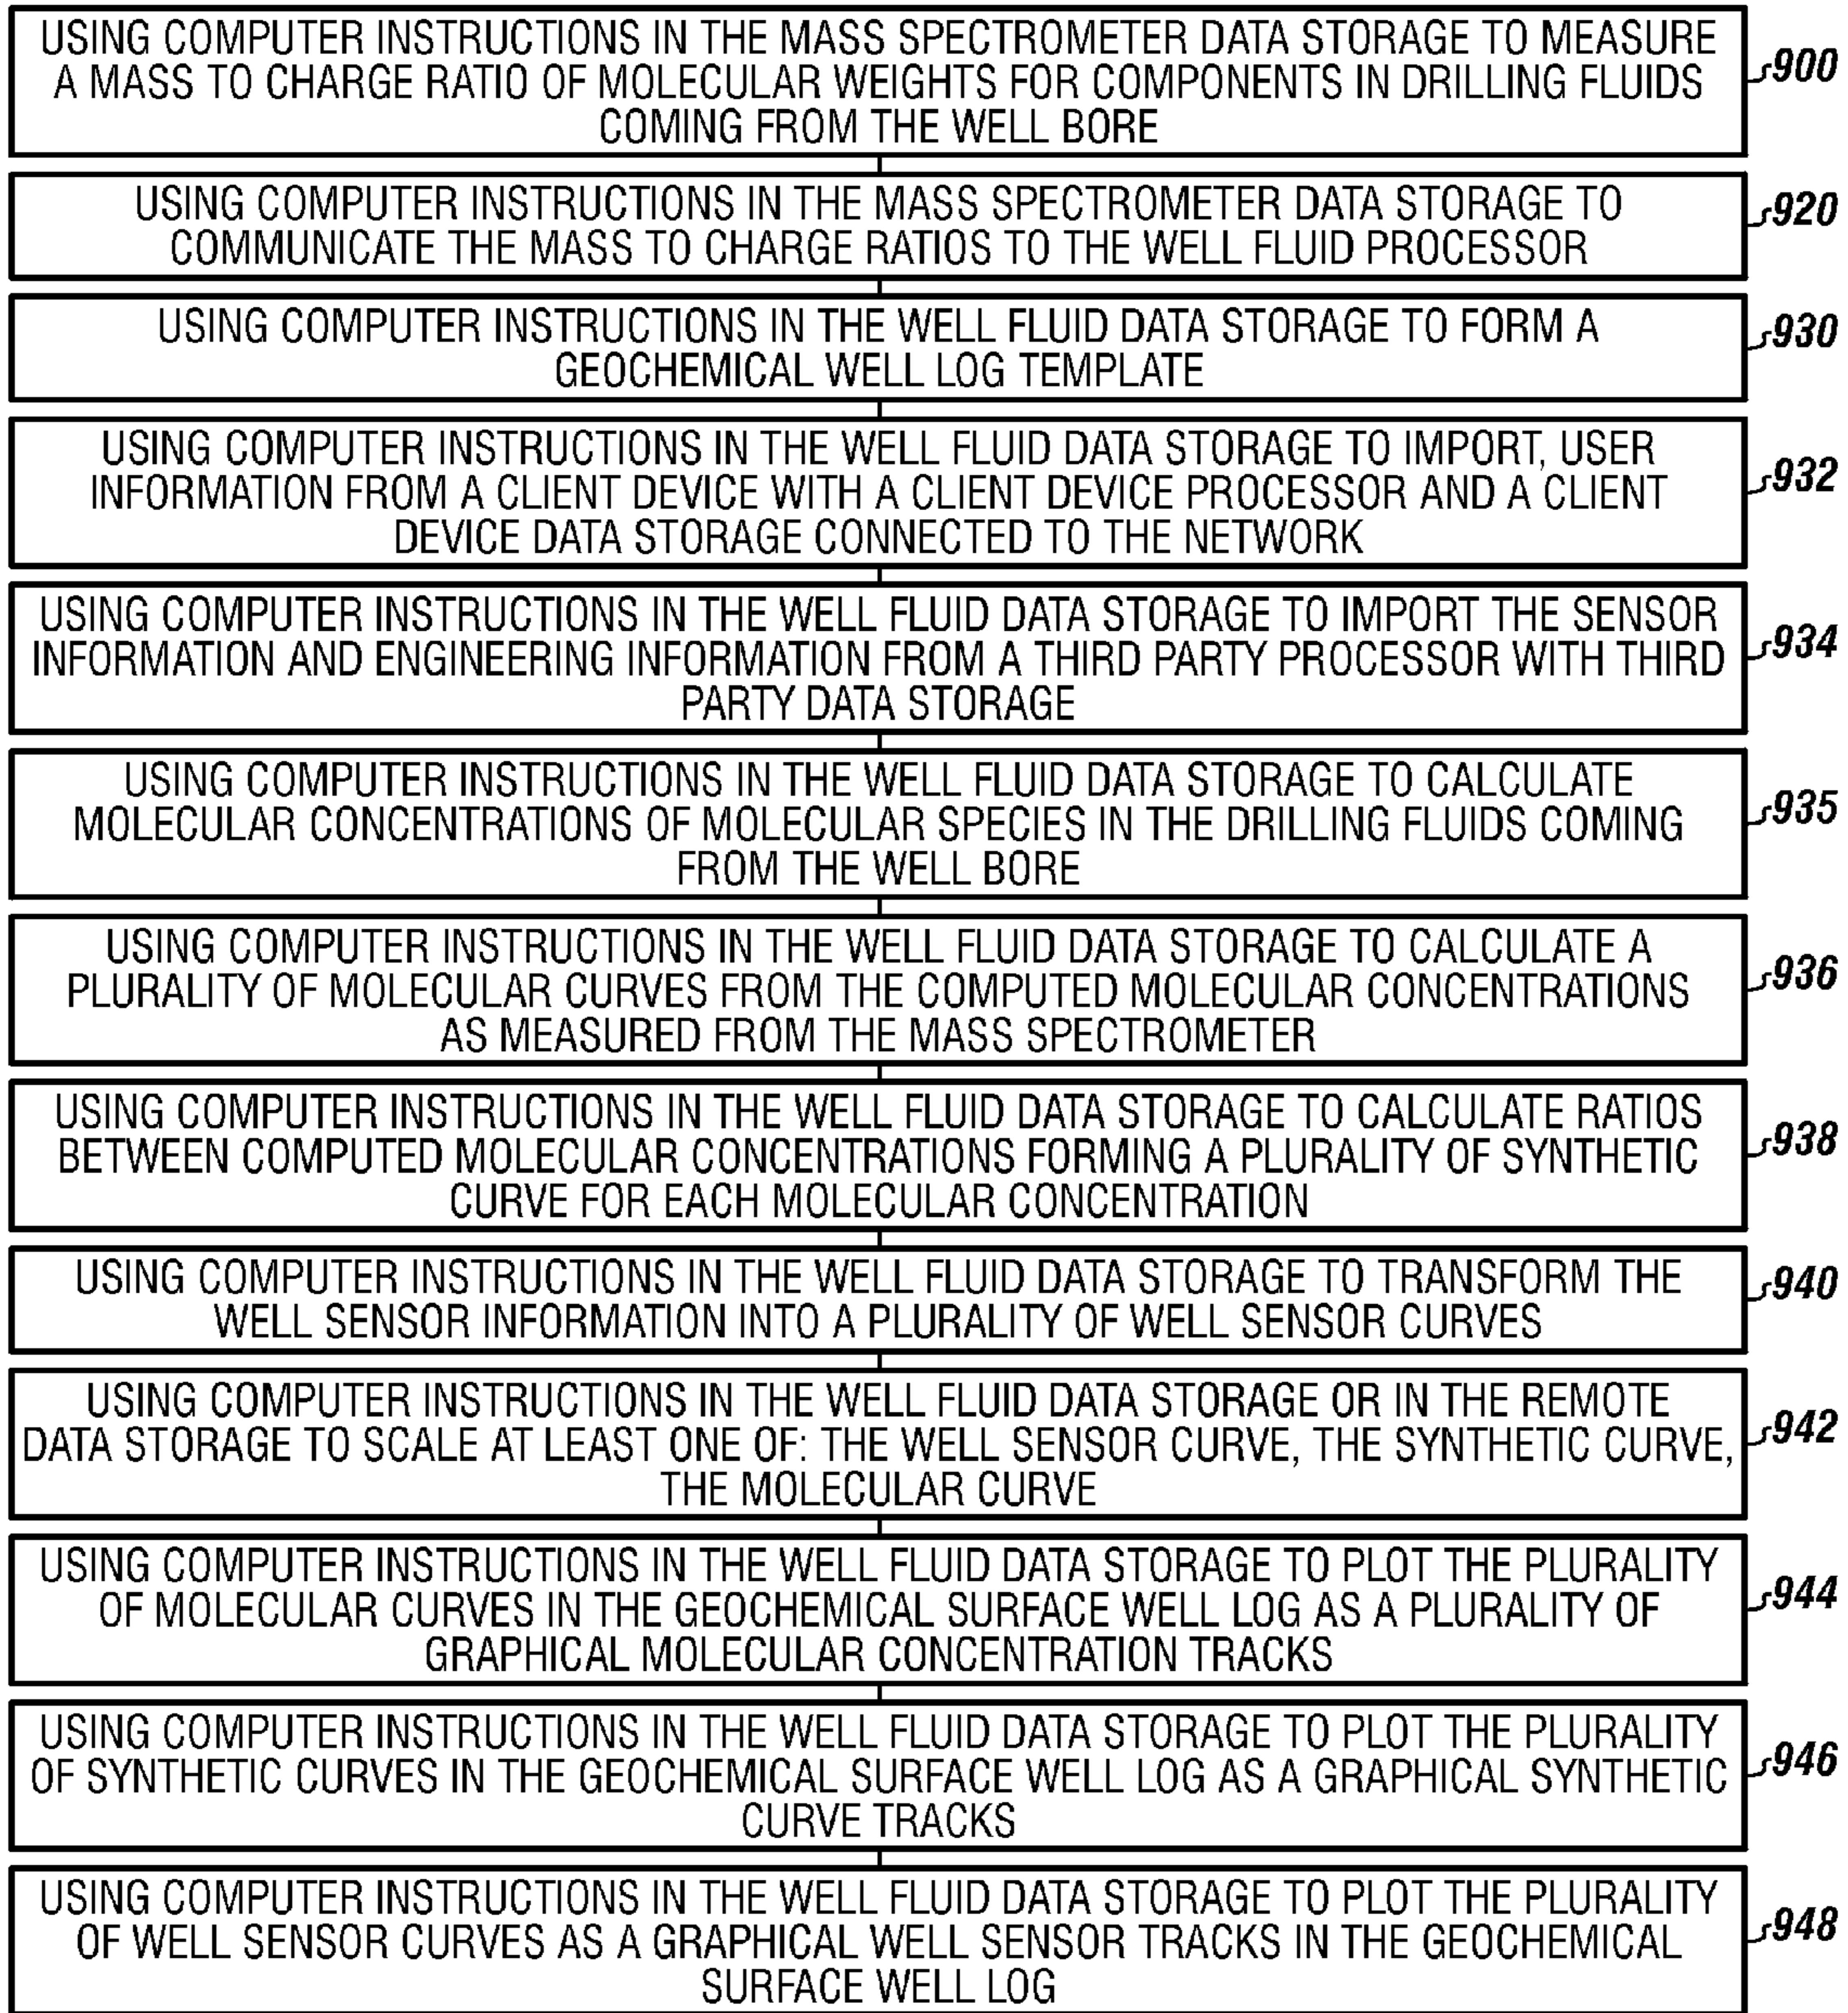 USING COMPUTER INSTRUCTIONS IN THE MASS SPECTROMETER DATA STORAGE TO MEASURE
A MASS TO CHARGE RATIO OF MOLECULAR WEIGHTS FOR COMPONENTS IN DRILLING FLUIDS
COMING FROM THE WELL BORE
900
USING COMPUTER INSTRUCTIONS IN THE MASS SPECTROMETER DATA STORAGE TO
COMMUNICATE THE MASS TO CHARGE RATIOS TO THE WELL FLUID PROCESSOR
920
USING COMPUTER INSTRUCTIONS IN THE WELL FLUID DATA STORAGE TO FORM A
GEOCHEMICAL WELL LOG TEMPLATE
930
USING COMPUTER INSTRUCTIONS IN THE WELL FLUID DATA STORAGE TO IMPORT, USER
INFORMATION FROM A CLIENT DEVICE WITH A CLIENT DEVICE PROCESSOR AND A CLIENT
DEVICE DATA STORAGE CONNECTED TO THE NETWORK
932
USING COMPUTER INSTRUCTIONS IN THE WELL FLUID DATA STORAGE TO IMPORT THE SENSOR
INFORMATION AND ENGINEERING INFORMATION FROM A THIRD PARTY PROCESSOR WITH THIRD
PARTY DATA STORAGE
934
USING COMPUTER INSTRUCTIONS IN THE WELL FLUID DATA STORAGE TO CALCULATE
MOLECULAR CONCENTRATIONS OF MOLECULAR SPECIES IN THE DRILLING FLUIDS COMING
FROM THE WELL BORE
935
USING COMPUTER INSTRUCTIONS IN THE WELL FLUID DATA STORAGE TO CALCULATE A
PLURALITY OF MOLECULAR CURVES FROM THE COMPUTED MOLECULAR CONCENTRATIONS
AS MEASURED FROM THE MASS SPECTROMETER
936
USING COMPUTER INSTRUCTIONS IN THE WELL FLUID DATA STORAGE TO CALCULATE RATIOS
BETWEEN COMPUTED MOLECULAR CONCENTRATIONS FORMING A PLURALITY OF SYNTHETIC
CURVE FOR EACH MOLECULAR CONCENTRATION
938
USING COMPUTER INSTRUCTIONS IN THE WELL FLUID DATA STORAGE TO TRANSFORM THE
WELL SENSOR INFORMATION INTO A PLURALITY OF WELL SENSOR CURVES
940
USING COMPUTER INSTRUCTIONS IN THE WELL FLUID DATA STORAGE OR IN THE REMOTE
DATA STORAGE TO SCALE AT LEAST ONE OF: THE WELL SENSOR CURVE, THE SYNTHETIC CURVE,
THE MOLECULAR CURVE
942
USING COMPUTER INSTRUCTIONS IN THE WELL FLUID DATA STORAGE TO PLOT THE PLURALITY
OF MOLECULAR CURVES IN THE GEOCHEMICAL SURFACE WELL LOG AS A PLURALITY OF
GRAPHICAL MOLECULAR CONCENTRATION TRACKS
944
USING COMPUTER INSTRUCTIONS IN THE WELL FLUID DATA STORAGE TO PLOT THE PLURALITY
OF SYNTHETIC CURVES IN THE GEOCHEMICAL SURFACE WELL LOG AS A GRAPHICAL SYNTHETIC
CURVE TRACKS
946
USING COMPUTER INSTRUCTIONS IN THE WELL FLUID DATA STORAGE TO PLOT THE PLURALITY
OF WELL SENSOR CURVES AS A GRAPHICAL WELL SENSOR TRACKS IN THE GEOCHEMICAL
SURFACE WELL LOG
948